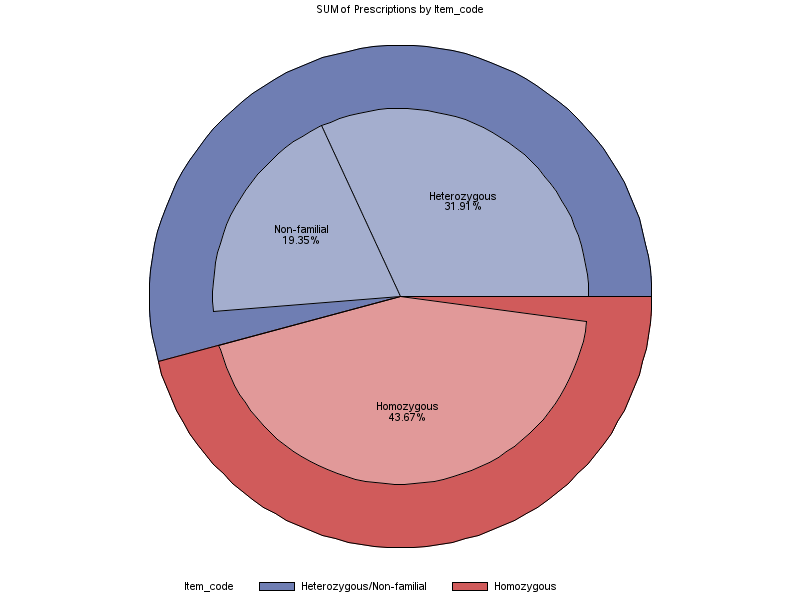 SUM of Prescriptions by Item_code
Heterozygous
31.91%
Non-familial
19.35%
Homozygous
43.67%
Item_code
Heterozygous/Non-familial
Homozygous